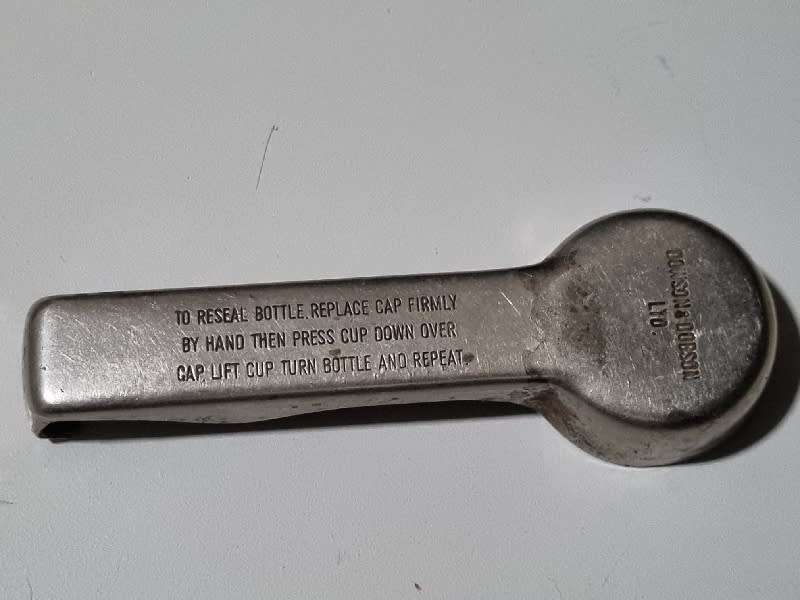 TO RESEAL BOTTLE, REPLACE CAP FIRMLY
BY HAND THEN PRESS CUP DOWN OVER
CAP, LIFT CUP TURN BOTTLE AND REPEAT.
DOWSON & DOBSON
LTD.